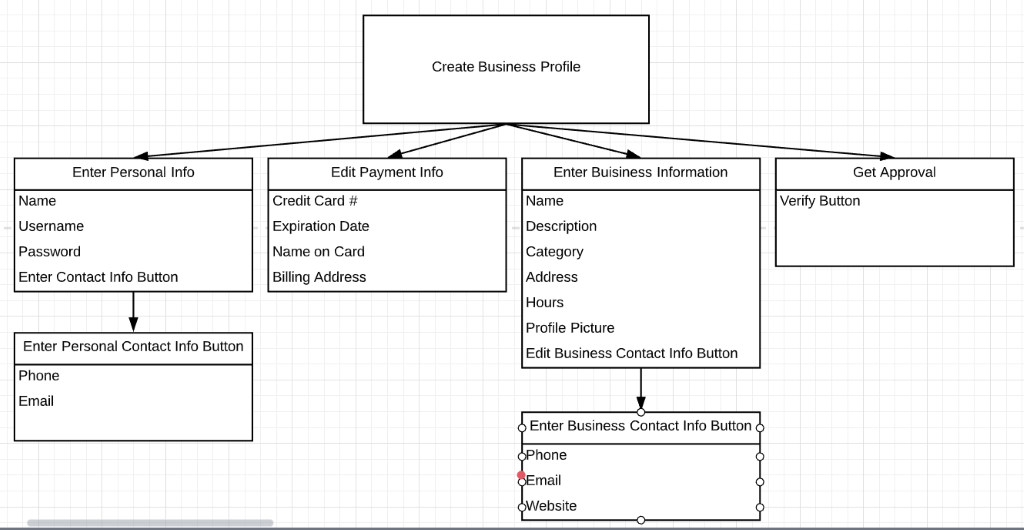 Create Business Profile
Enter Personal Info
Name
Username
Password
Enter Contact Info Button
Edit Payment Info
Credit Card #
Expiration Date
Name on Card
Billing Address
Enter Buisiness Information
Name
Description
Category
Address
Hours
Profile Picture
Edit Business Contact Info Button
Get Approval
Verify Button
Enter Personal Contact Info Button
Phone
Email
Enter Business Contact Info Button
Phone
Email
Website